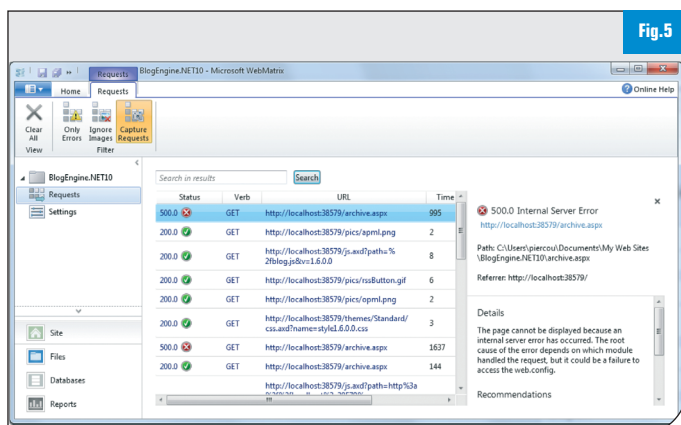 Fig.5
Requests
BlogEngine.NET10 - Microsoft WebMatrix
Home
Requests
Online Help
Clear
All
Only
Errors
Ignore
Images
Capture
Requests
View
Filter
BlogEngine.NET10
Requests
Settings
Site
Files
Databases
Reports
Search in results
Search
Status Verb URL Time
500.0 GET http://localhost:38579/archive.aspx 995
200.0 GET http://localhost:38579/pics/apml.png 2
200.0 GET http://localhost:38579/js.axd?path=% 8
2fblog.js&v=1.6.0.0
200.0 GET http://localhost:38579/pics/rssButton.gif 6
200.0 GET http://localhost:38579/pics/opml.png 2
200.0 GET http://localhost:38579/themes/Standard/ 3
css.axd?name=style1.6.0.0.css
500.0 GET http://localhost:38579/archive.aspx 1637
200.0 GET http://localhost:38579/archive.aspx 144
http://localhost:38579/js.axd?path=http%3a
500.0 Internal Server Error
http://localhost:38579/archive.aspx
Path: C:\Users\piercou\Documents\My Web Sites
\BlogEngine.NET10\archive.aspx
Referrer: http://localhost:38579/
Details
The page cannot be displayed because an
internal server error has occurred. The root
cause of the error depends on which module
handled the request, but it could be a failure to
access the web.config.
Recommendations